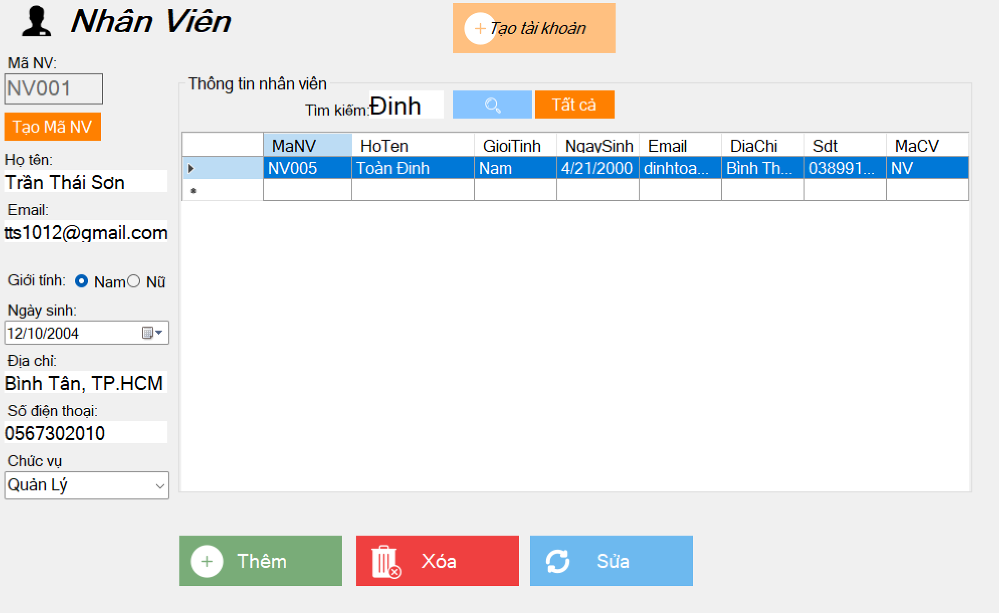 Nhân Viên
Tạo tài khoản
Mã NV:
NV001
Tạo Mã NV
Họ tên:
Trần Thái Sơn
Email:
tts1012@gmail.com
Giới tính: Nam Nữ
Ngày sinh:
12/10/2004
Địa chỉ:
Bình Tân, TP.HCM
Số điện thoại:
0567302010
Chức vụ
Quản Lý
Thông tin nhân viên
Tìm kiếm: Đinh Tất cả
MaNV HoTen GioiTinh NgaySinh Email DiaChi Sdt MaCV
NV005 Toàn Đinh Nam 4/21/2000 dinhtoa... Bình Th... 038991... NV
Thêm Xóa Sửa